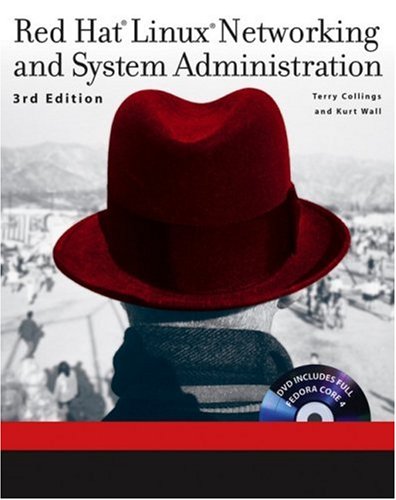 Red Hat® Linux® Networking
and System Administration
3rd Edition
Terry Collings
and Kurt Wall
DVD INCLUDES FULL
FEDORA CORE 4